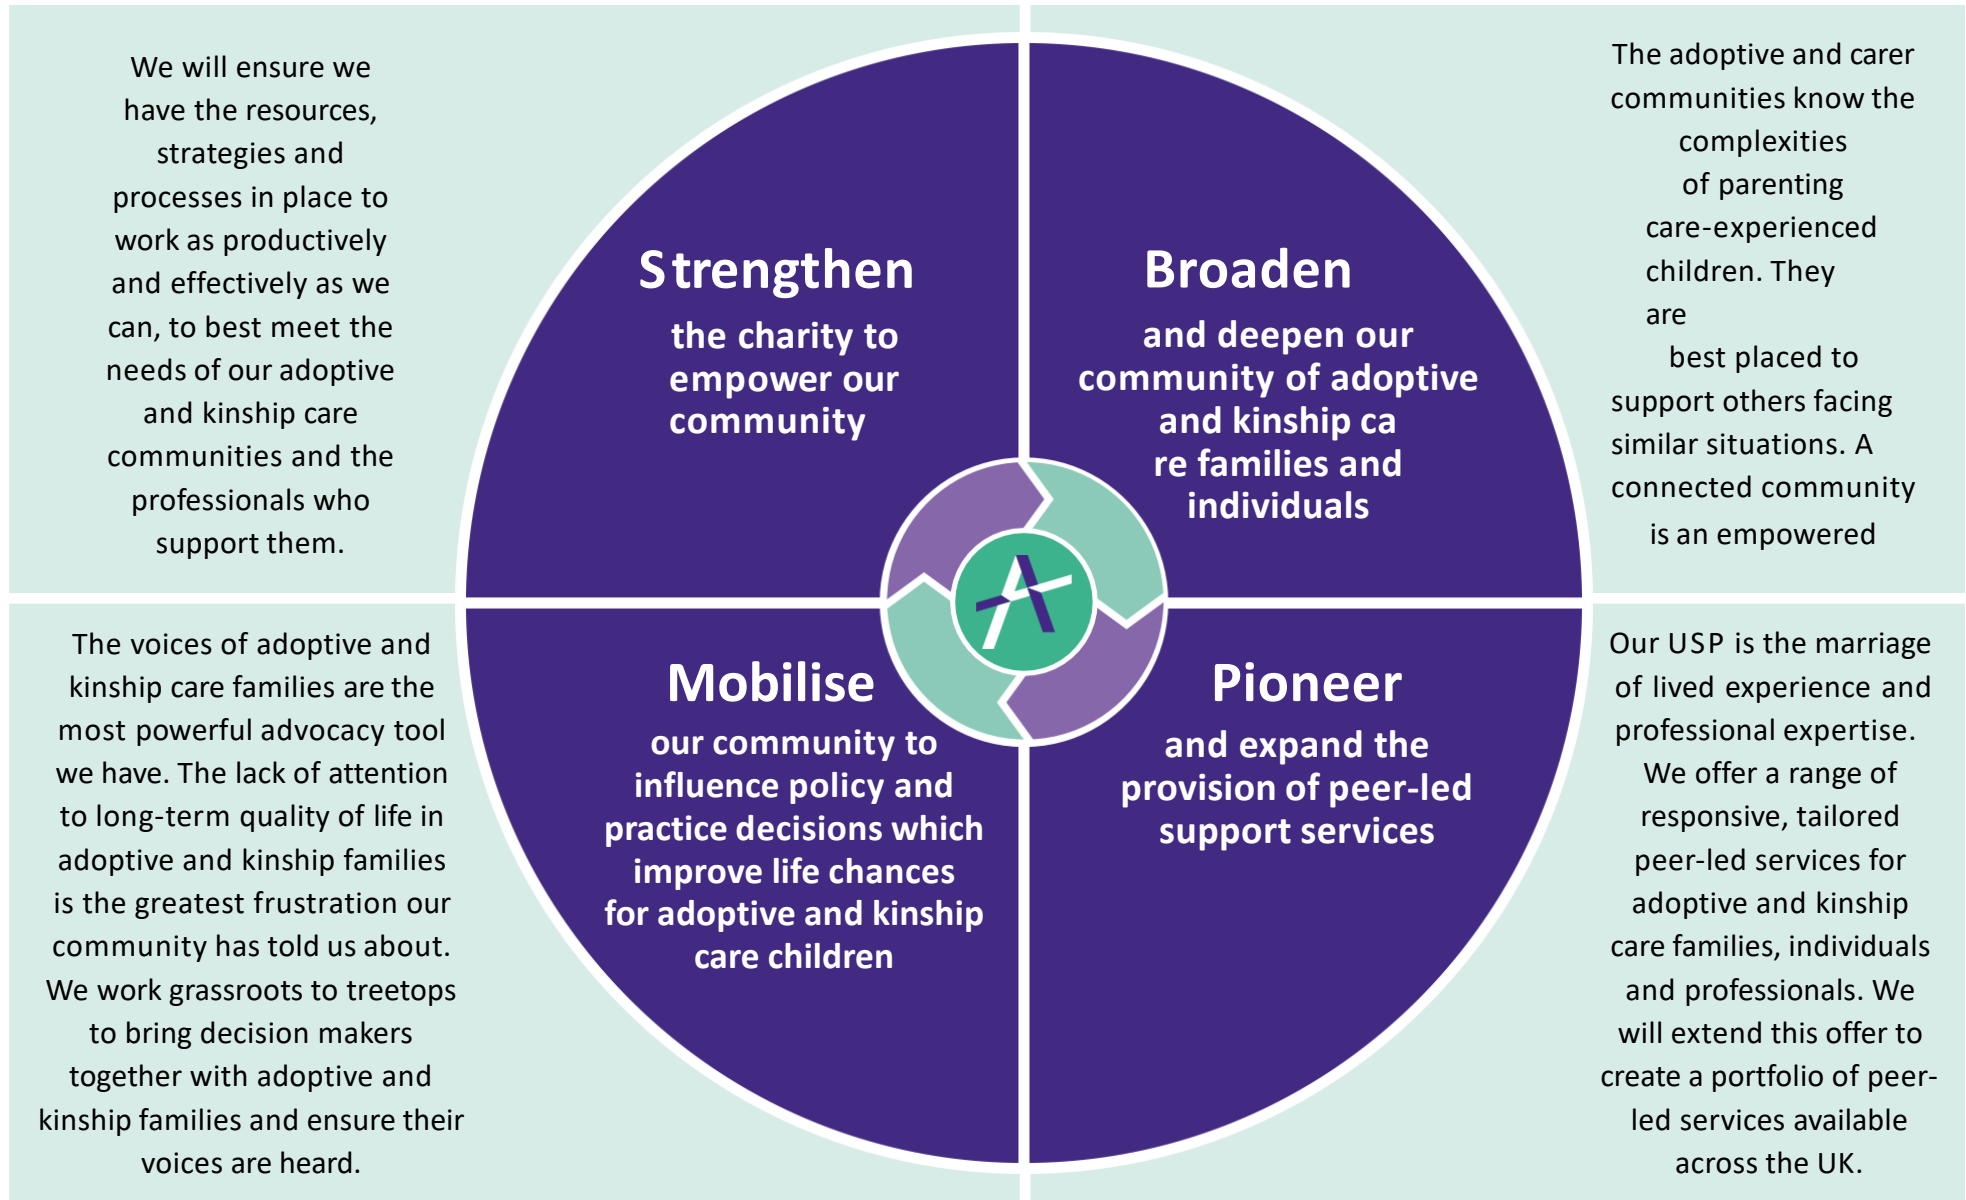 We will ensure we
have the resources,
strategies and
processes in place to
work as productively
and effectively as we
can, to best meet the
needs of our adoptive
and kinship care
communities and the
professionals who
support them.
Strengthen
the charity to
empower our
community
Broaden
and deepen our
community of adoptive
and kinship ca
re families and
individuals
The adoptive and carer
communities know the
complexities
of parenting
care-experienced
children. They
are
best placed to
support others facing
similar situations. A
connected community
is an empowered
The voices of adoptive and
kinship care families are the
most powerful advocacy tool
we have. The lack of attention
to long-term quality of life in
adoptive and kinship families
is the greatest frustration our
community has told us about.
We work grassroots to treetops
to bring decision makers
together with adoptive and
kinship families and ensure their
voices are heard.
Mobilise
our community to
influence policy and
practice decisions which
improve life chances
for adoptive and kinship
care children
Pioneer
and expand the
provision of peer-led
support services
Our USP is the marriage
of lived experience and
professional expertise.
We offer a range of
responsive, tailored
peer-led services for
adoptive and kinship
care families, individuals
and professionals. We
will extend this offer to
create a portfolio of peer-
led services available
across the UK.